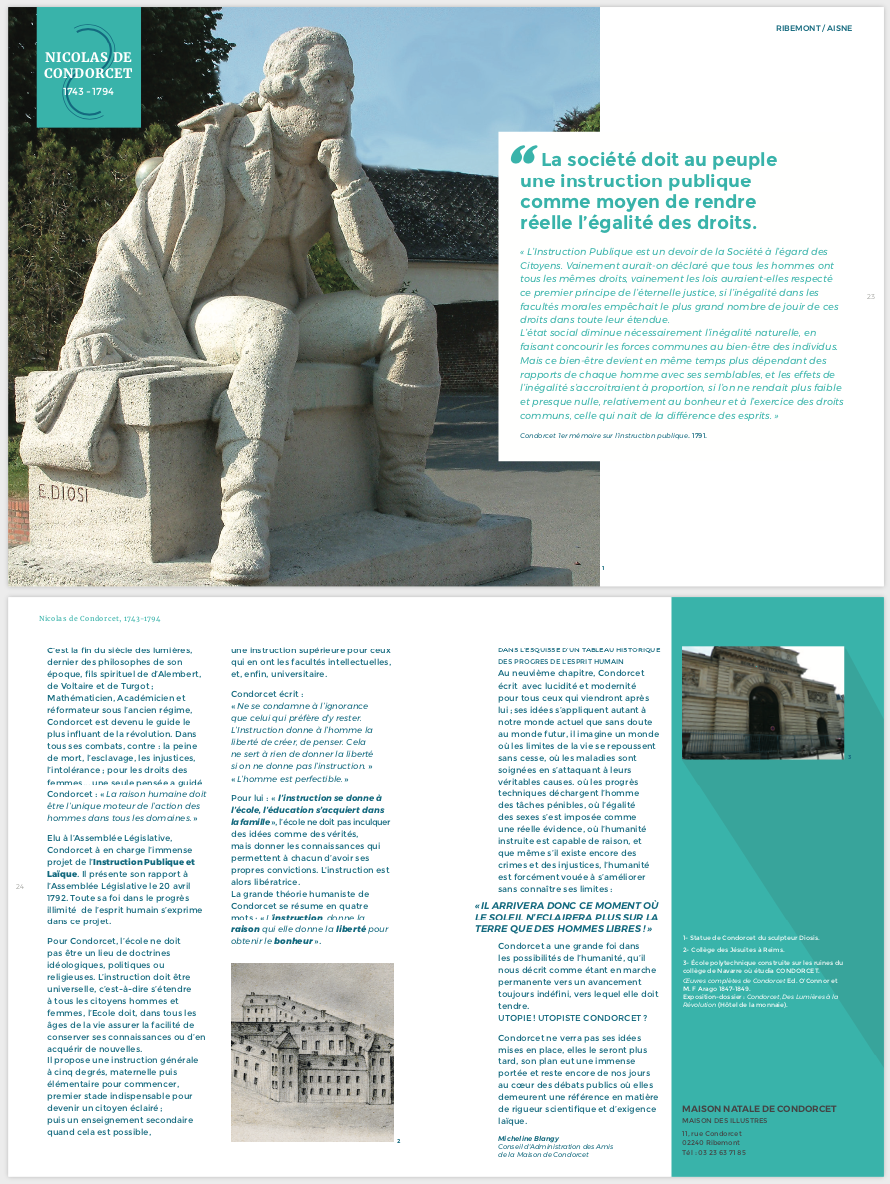 NICOLAS DE
CONDORCET
1743 - 1794
RIBEMONT / AISNE
“ La société doit au peuple
une instruction publique
comme moyen de rendre
réelle l'égalité des droits.
« L'Instruction Publique est un devoir de la Société à l'égard des
Citoyens. Vainement aurait-on déclaré que tous les hommes ont
tous les mêmes droits, vainement les lois auraient-elles respecté
ce premier principe de l'éternelle justice, si l'inégalité dans les
facultés morales empêchait le plus grand nombre de jouir de ces
droits dans toute leur étendue.
L'état social diminue nécessairement l'inégalité naturelle, en
faisant concourir les forces communes au bien-être des individus.
Mais ce bien-être devient en même temps plus dépendant des
rapports de chaque homme avec ses semblables, et les effets de
l'inégalité s'accroitraient à proportion, si l'on ne rendait plus faible
et presque nulle, relativement au bonheur et à l'exercice des droits
communs, celle qui nait de la différence des esprits. »
Condorcet 1er mémoire sur l'instruction publique. 1791.
23
E.DIOSI
1
Nicolas de Condorcet, 1743-1794
C'est la fin du siècle des lumières,
dernier des philosophes de son
époque, fils spirituel de d'Alembert,
de Voltaire et de Turgot ;
Mathématicien, Académicien et
réformateur sous l'ancien régime,
Condorcet est devenu le guide le
plus influant de la révolution. Dans
tous ses combats, contre : la peine
de mort, l'esclavage, les injustices,
l'intolérance ; pour les droits des
femmes... une seule pensée a guidé
Condorcet : « La raison humaine doit
être l'unique moteur de l'action des
hommes dans tous les domaines. »
Elu à l'Assemblée Législative,
Condorcet à en charge l'immense
projet de l'Instruction Publique et
Laïque. Il présente son rapport à
l'Assemblée Législative le 20 avril
1792. Toute sa foi dans le progrès
illimité de l'esprit humain s'exprime
dans ce projet.
Pour Condorcet, l'école ne doit
pas être un lieu de doctrines
idéologiques, politiques ou
religieuses. L'instruction doit être
universelle, c'est-à-dire s'étendre
à tous les citoyens hommes et
femmes, l'Ecole doit, dans tous les
âges de la vie assurer la facilité de
conserver ses connaissances ou d'en
acquérir de nouvelles.
Il propose une instruction générale
à cinq degrés, maternelle puis
élémentaire pour commencer,
premier stade indispensable pour
devenir un citoyen éclairé ;
puis un enseignement secondaire
quand cela est possible,
24
une instruction supérieure pour ceux
qui en ont les facultés intellectuelles,
et, enfin, universitaire.
Condorcet écrit :
« Ne se condamne à l'ignorance
que celui qui préfère d'y rester.
L'Instruction donne à l'homme la
liberté de créer, de penser. Cela
ne sert à rien de donner la liberté
si on ne donne pas l'instruction. »
« L'homme est perfectible. »
Pour lui : « l'instruction se donne à
l'école, l'éducation s'acquiert dans
la famille », l'école ne doit pas inculquer
des idées comme des vérités,
mais donner les connaissances qui
permettent à chacun d'avoir ses
propres convictions. L'instruction est
alors libératrice.
La grande théorie humaniste de
Condorcet se résume en quatre
mots : « L'instruction donne la
raison qui elle donne la liberté pour
obtenir le bonheur ».
2
DANS L'ESQUISSE D'UN TABLEAU HISTORIQUE
DES PROGRES DE L'ESPRIT HUMAIN
Au neuvième chapitre, Condorcet
écrit avec lucidité et modernité
pour tous ceux qui viendront après
lui ; ses idées s'appliquent autant à
notre monde actuel que sans doute
au monde futur, il imagine un monde
où les limites de la vie se repoussent
sans cesse, où les maladies sont
soignées en s'attaquant à leurs
véritables causes. où les progrès
techniques déchargent l'homme
des tâches pénibles, où l'égalité
des sexes s'est imposée comme
une réelle évidence, où l'humanité
instruite est capable de raison, et
que même s'il existe encore des
crimes et des injustices, l'humanité
est forcément vouée à s'améliorer
sans connaître ses limites :
« IL ARRIVERA DONC CE MOMENT OÙ
LE SOLEIL N'ECLAIRERA PLUS SUR LA
TERRE QUE DES HOMMES LIBRES ! »
Condorcet a une grande foi dans
les possibilités de l'humanité, qu'il
nous décrit comme étant en marche
permanente vers un avancement
toujours indéfini, vers lequel elle doit
tendre.
UTOPIE ! UTOPISTE CONDORCET ?
Condorcet ne verra pas ses idées
mises en place, elles le seront plus
tard, son plan eut une immense
portée et reste encore de nos jours
au cœur des débats publics où elles
demeurent une référence en matière
de rigueur scientifique et d'exigence
laïque.
Micheline Blangy
Conseil d'Administration des Amis
de la Maison de Condorcet
3
1- Statue de Condorcet du sculpteur Diosis.
2- Collège des Jésuites à Reims.
3- École polytechnique construite sur les ruines du
collège de Navarre où étudia CONDORCET.
Œuvres complètes de Condorcet Ed. O'Connor et
M. F Arago 1847-1849.
Exposition-dossier : Condorcet, Des Lumières à la
Révolution (Hôtel de la monnaie).
MAISON NATALE DE CONDORCET
MAISON DES ILLUSTRES
11, rue Condorcet
02240 Ribemont
Tél : 03 23 63 71 85